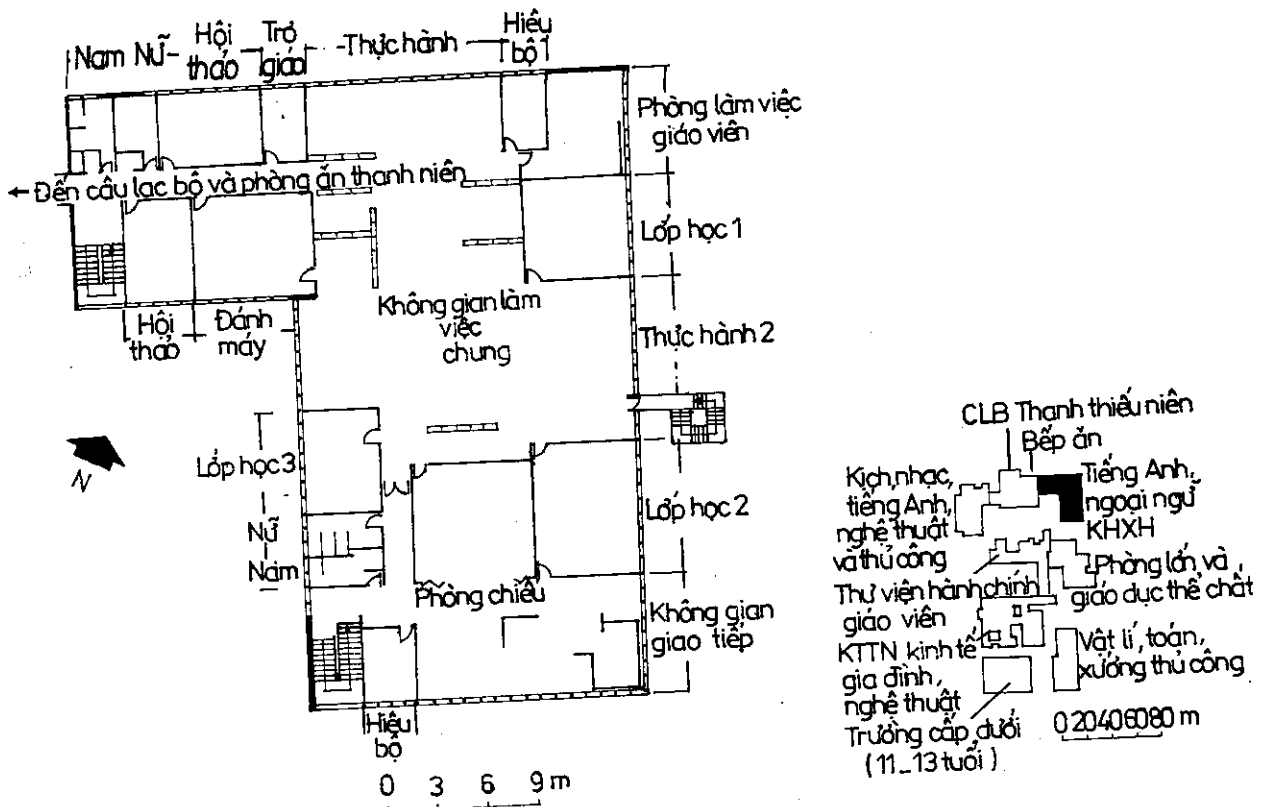 Nam Nữ
Hội
thảo
Trợ
giáo
Thực hành
Hiệu
bộ
Phòng làm việc
giáo viên
← Đến câu lạc bộ và phòng ăn thanh niên
Lớp học 1
Không gian làm
việc
chung
Hội
thảo
Đánh
máy
Thực hành 2
N
Lớp học 3
Nữ
Nam
Lớp học 2
Phòng chiếu
Không gian
giao tiếp
Hiệu
bộ
0 3 6 9 m
CLB Thanh thiếu niên
Bếp ăn
Kịch, nhạc,
tiếng Anh,
nghệ thuật
và thủ công
Tiếng Anh,
ngoại ngữ
KHXH
Thư viện hành chính
giáo viên
Phòng lớn và
giáo dục thể chất
KTTN kinh tế
gia đình,
nghệ thuật
Vật lí, toán,
xưởng thủ công
Trường cấp dưới
(11_13 tuổi)
0 20 40 60 80 m